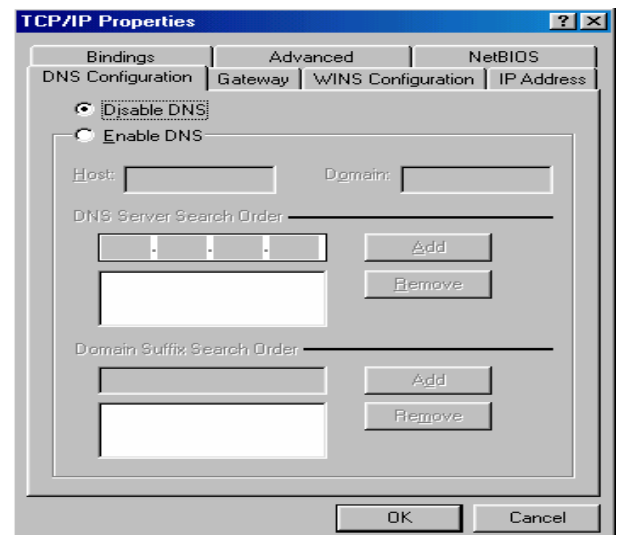 TCP/IP Properties
Bindings Advanced NetBIOS
DNS Configuration Gateway WINS Configuration IP Address
Disable DNS
Enable DNS
Host: Domain:
DNS Server Search Order
Add
Remove
Domain Suffix Search Order
Add
Remove
OK Cancel